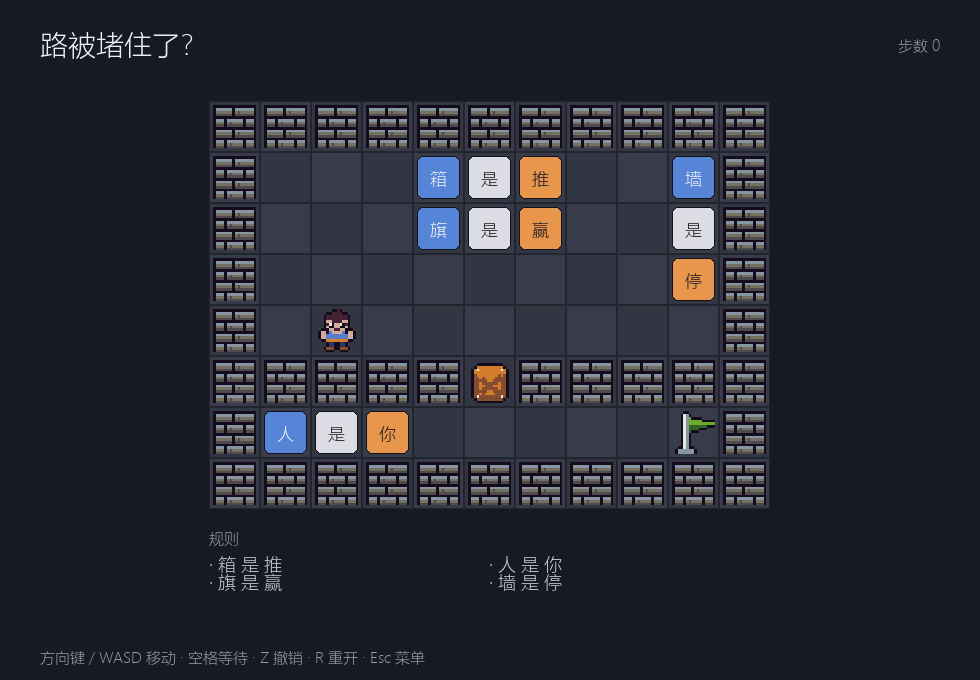 路被堵住了?
步数 0
箱 是 推 墙
旗 是 赢 是
停
人 是 你
规则
· 箱 是 推 · 人 是 你
· 旗 是 赢 · 墙 是 停
方向键 / WASD 移动 · 空格等待 · Z 撤销 · R 重开 · Esc 菜单